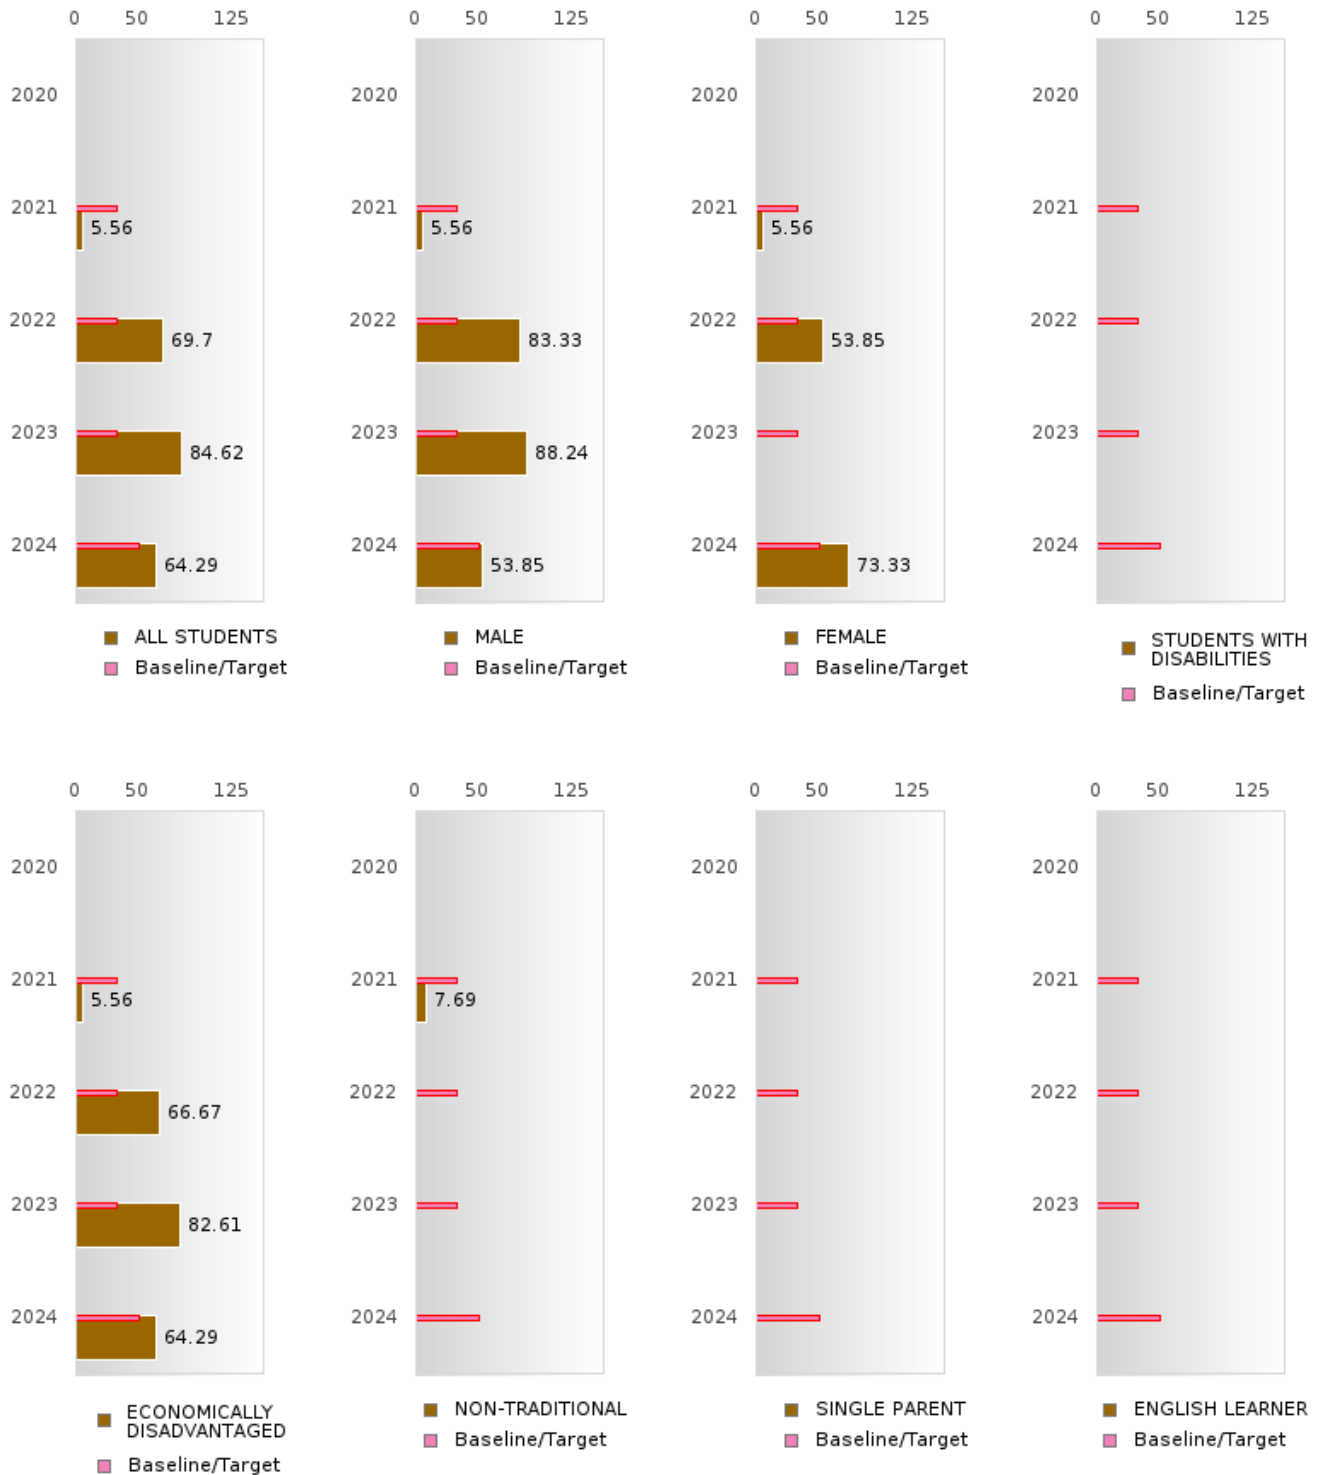 0 50 125
2020
2021
5.56
2022
69.7
2023
84.62
2024
64.29
ALL STUDENTS
Baseline/Target
0 50 125
2020
2021
5.56
2022
83.33
2023
88.24
2024
53.85
MALE
Baseline/Target
0 50 125
2020
2021
5.56
2022
53.85
2023
2024
73.33
FEMALE
Baseline/Target
0 50 125
2020
2021
2022
2023
2024
STUDENTS WITH
DISABILITIES
Baseline/Target
0 50 125
2020
2021
5.56
2022
66.67
2023
82.61
2024
64.29
ECONOMICALLY
DISADVANTAGED
Baseline/Target
0 50 125
2020
2021
7.69
2022
2023
2024
NON-TRADITIONAL
Baseline/Target
0 50 125
2020
2021
2022
2023
2024
SINGLE PARENT
Baseline/Target
0 50 125
2020
2021
2022
2023
2024
ENGLISH LEARNER
Baseline/Target